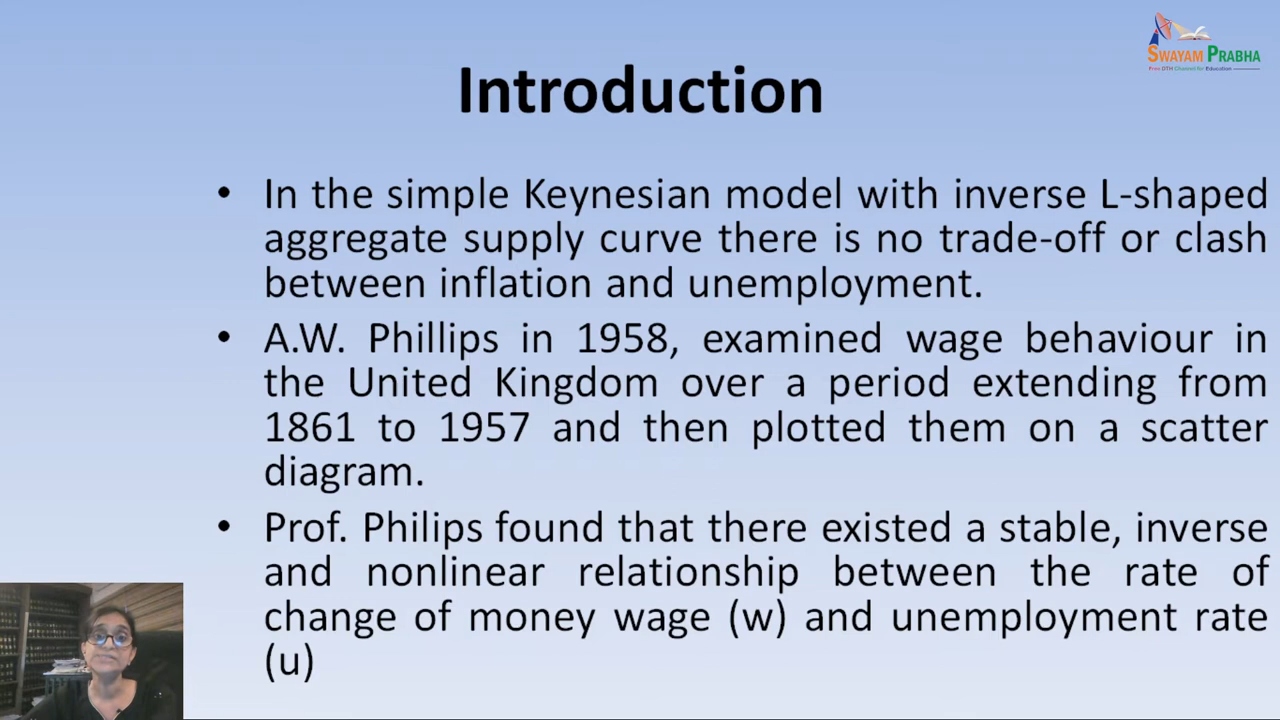 SWAYAM PRABHA
Free DTH Channel for Education
Introduction
• In the simple Keynesian model with inverse L-shaped
aggregate supply curve there is no trade-off or clash
between inflation and unemployment.
• A.W. Phillips in 1958, examined wage behaviour in
the United Kingdom over a period extending from
1861 to 1957 and then plotted them on a scatter
diagram.
• Prof. Philips found that there existed a stable, inverse
and nonlinear relationship between the rate of
change of money wage (w) and unemployment rate
(u)